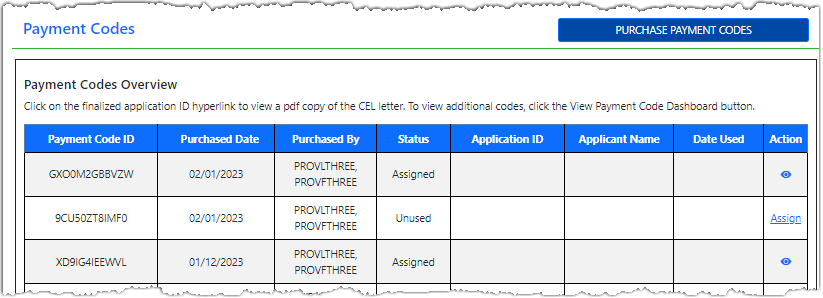 Payment Codes
PURCHASE PAYMENT CODES
Payment Codes Overview
Click on the finalized application ID hyperlink to view a pdf copy of the CEL letter. To view additional codes, click the View Payment Code Dashboard button.
Payment Code ID Purchased Date Purchased By Status Application ID Applicant Name Date Used Action
GXO0M2GBBVZW 02/01/2023 PROVLTHREE, PROVFTHREE Assigned
9CU50ZT8IMF0 02/01/2023 PROVLTHREE, PROVFTHREE Unused Assign
XD9IG4IEEWVL 01/12/2023 PROVLTHREE, PROVFTHREE Assigned